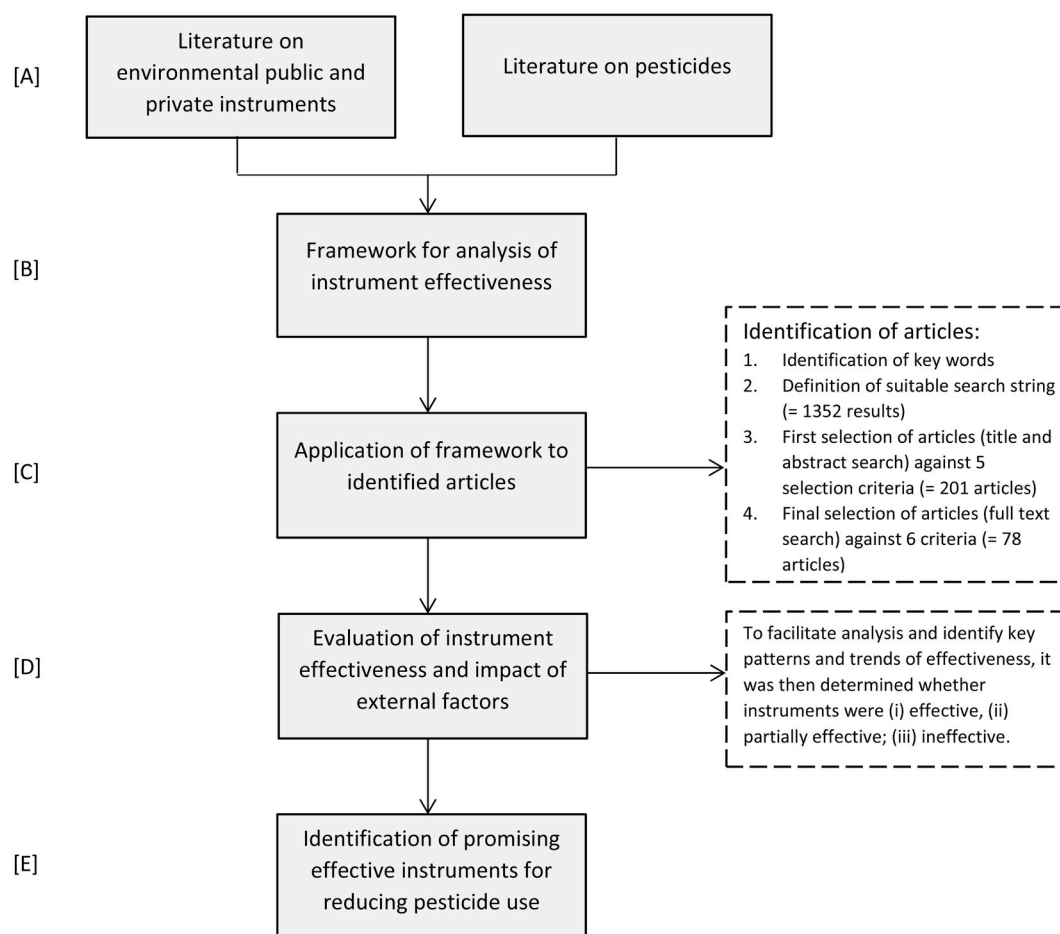 [A]
Literature on
environmental public and
private instruments
Literature on pesticides
[B]
Framework for analysis of
instrument effectiveness
[C]
Application of framework to
identified articles
Identification of articles:
1. Identification of key words
2. Definition of suitable search string
(= 1352 results)
3. First selection of articles (title and
abstract search) against 5
selection criteria (= 201 articles)
4. Final selection of articles (full text
search) against 6 criteria (= 78
articles)
[D]
Evaluation of instrument
effectiveness and impact of
external factors
To facilitate analysis and identify key
patterns and trends of effectiveness, it
was then determined whether
instruments were (i) effective, (ii)
partially effective; (iii) ineffective.
[E]
Identification of promising
effective instruments for
reducing pesticide use